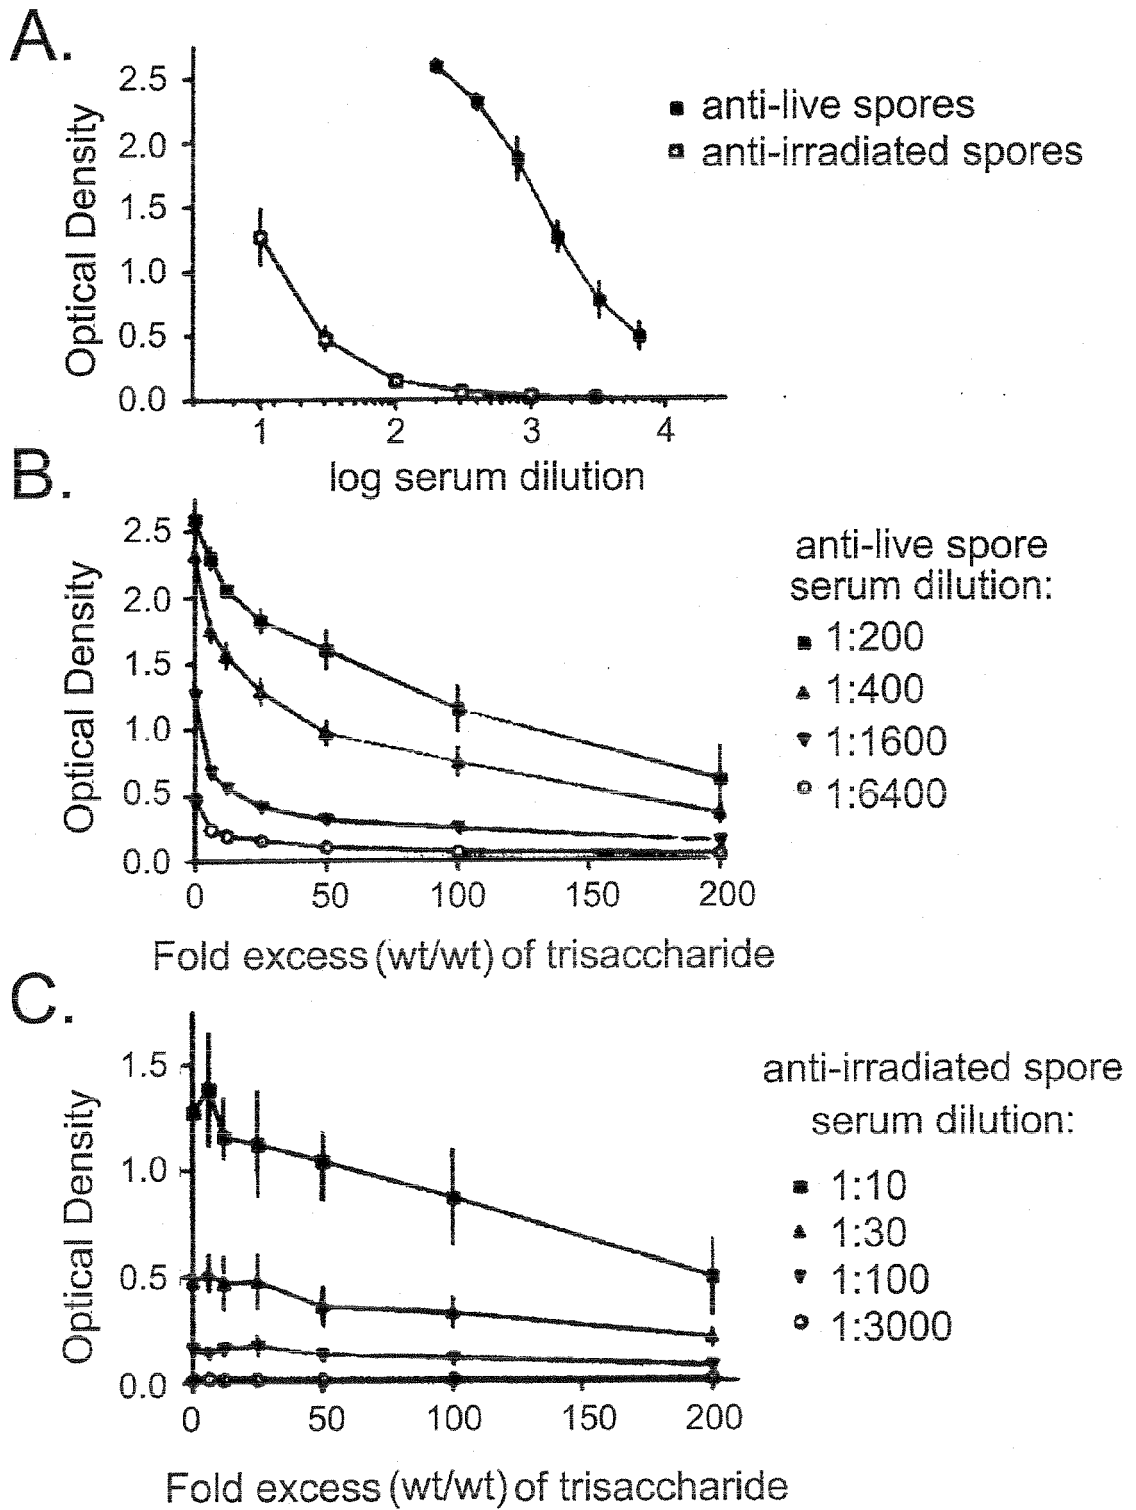 A.
Optical Density
2.5
2.0
1.5
1.0
0.5
0.0
1 2 3 4
log serum dilution
anti-live spores
anti-irradiated spores
B.
Optical Density
2.5
2.0
1.5
1.0
0.5
0.0
0 50 100 150 200
Fold excess (wt/wt) of trisaccharide
anti-live spore
serum dilution:
1:200
1:400
1:1600
1:6400
C.
Optical Density
1.5
1.0
0.5
0.0
0 50 100 150 200
Fold excess (wt/wt) of trisaccharide
anti-irradiated spore
serum dilution:
1:10
1:30
1:100
1:3000